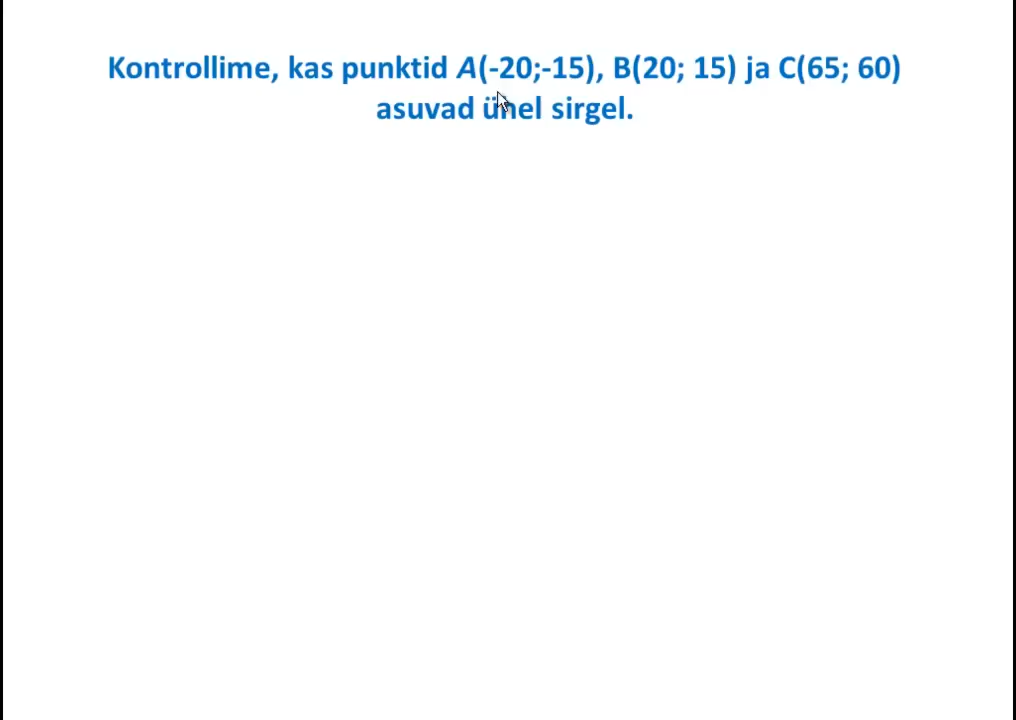 Kontrollime, kas punktid A(-20;-15), B(20; 15) ja C(65; 60)
asuvad ühel sirgel.